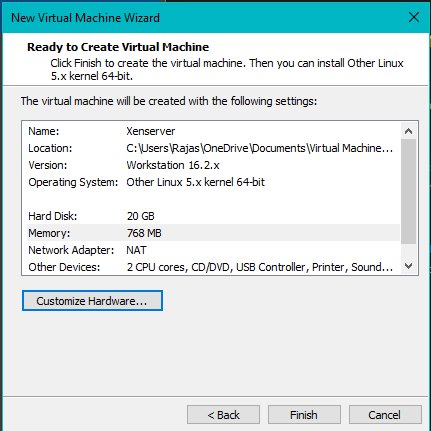 New Virtual Machine Wizard
Ready to Create Virtual Machine
Click Finish to create the virtual machine. Then you can install Other Linux
5.x kernel 64-bit.
The virtual machine will be created with the following settings:
Name: Xenserver
Location: C:\Users\Rajas\OneDrive\Documents\Virtual Machine...
Version: Workstation 16.2.x
Operating System: Other Linux 5.x kernel 64-bit
Hard Disk: 20 GB
Memory: 768 MB
Network Adapter: NAT
Other Devices: 2 CPU cores, CD/DVD, USB Controller, Printer, Sound...
Customize Hardware...
< Back Finish Cancel